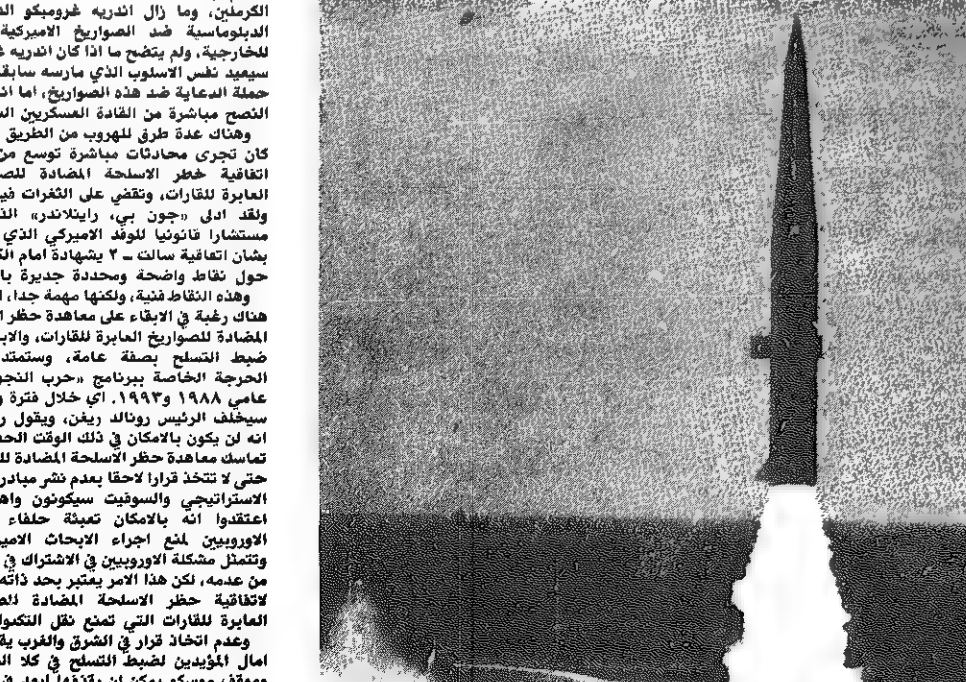 الكرملين، وما زال اندريه غروميكو
الدبلوماسية ضد الصواريخ الاميركية
للخارجية، ولم يتضح ما اذا كان اندريه
سيعيد نفس الاسلوب الذي مارسه
حملة الدعاية ضد هذه الصواريخ، اما
النصح مباشرة من القادة العسكريين
وهناك عدة طرق للهروب من الطريق
كان تجرى محادثات مباشرة توسع
اتفاقية خطر الاسلحة المضادة
العابرة للقارات، وتقضي على الثغرات
ولقد ادلى «جون بي، راينلاندر»
مستشارا قانونيا للوفد الاميركي الذي
بشان اتفاقية سالت ــ ٢ بشهادة امام
حول نقاط واضحة ومحددة جديرة
وهذه النقاط فنية، ولكنها مهمة جدا،
هناك رغبة في الابقاء على معاهدة حظر
المضادة للصواريخ العابرة للقارات،
ضبط التسلح بصفة عامة، وستمتد
الحرجة الخاصة ببرنامج «حرب
عامي ١٩٨٨ و١٩٩٣. اي خلال فترة
سيخلف الرئيس رونالد ريغن، ويقول
انه لن يكون بالامكان في ذلك الوقت
تماسك معاهدة حظر الاسلحة المضادة
حتى لا تتخذ قرارا لاحقا بعدم نشر
الاستراتيجي والسوفيت سيكونون
اعتقدوا انه بالامكان تعبئة حلفاء
الاوروبيين لمنع اجراء الابحاث
وتتمثل مشكلة الاوروبيين في الاشتراك في
من عدمه، لكن هذا الامر يعتبر بحد ذاته
لاتفاقية حظر الاسلحة المضادة
العابرة للقارات التي تمنع نقل
وعدم اتخاذ قرار في الشرق والغرب
امال المؤيدين لضبط التسلح في كلا
وموقف موسكو يمكن ان